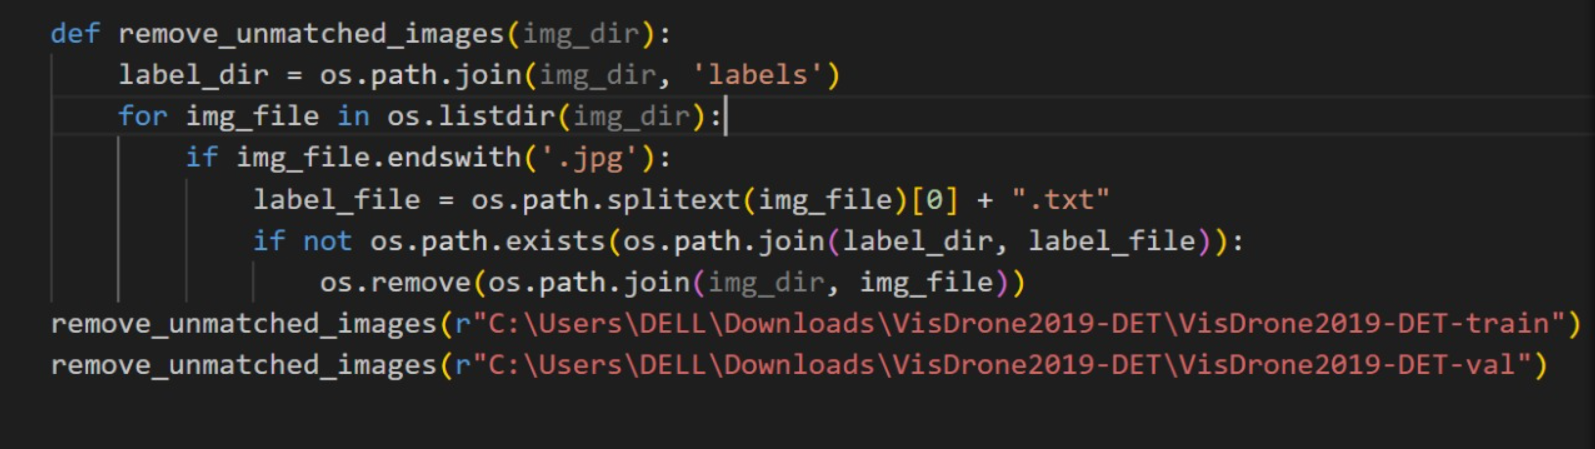 def remove_unmatched_images(img_dir):
    label_dir = os.path.join(img_dir, 'labels')
    for img_file in os.listdir(img_dir):
        if img_file.endswith('.jpg'):
            label_file = os.path.splitext(img_file)[0] + ".txt"
            if not os.path.exists(os.path.join(label_dir, label_file)):
                os.remove(os.path.join(img_dir, img_file))
remove_unmatched_images(r"C:\Users\DELL\Downloads\VisDrone2019-DET\VisDrone2019-DET-train")
remove_unmatched_images(r"C:\Users\DELL\Downloads\VisDrone2019-DET\VisDrone2019-DET-val")